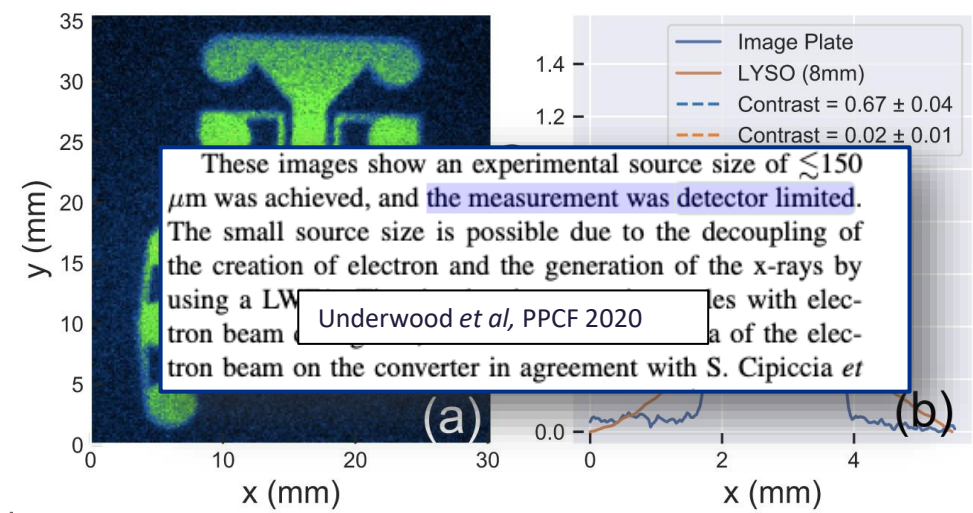 35
30
25
20
15
10
5
0
y (mm)
0
10
20
30
x (mm)
(a)
1.4
1.2
0.0
Image Plate
LYSO (8mm)
Contrast = 0.67 ± 0.04
Contrast = 0.02 ± 0.01
These images show an experimental source size of ≲150
μm was achieved, and the measurement was detector limited.
The small source size is possible due to the decoupling of
the creation of electron and the generation of the x-rays by
using a with elec-
Underwood et al, PPCF 2020
tron beam of the elec-
tron beam on the converter in agreement with S. Cipiccia et
(b)
0
2
4
x (mm)